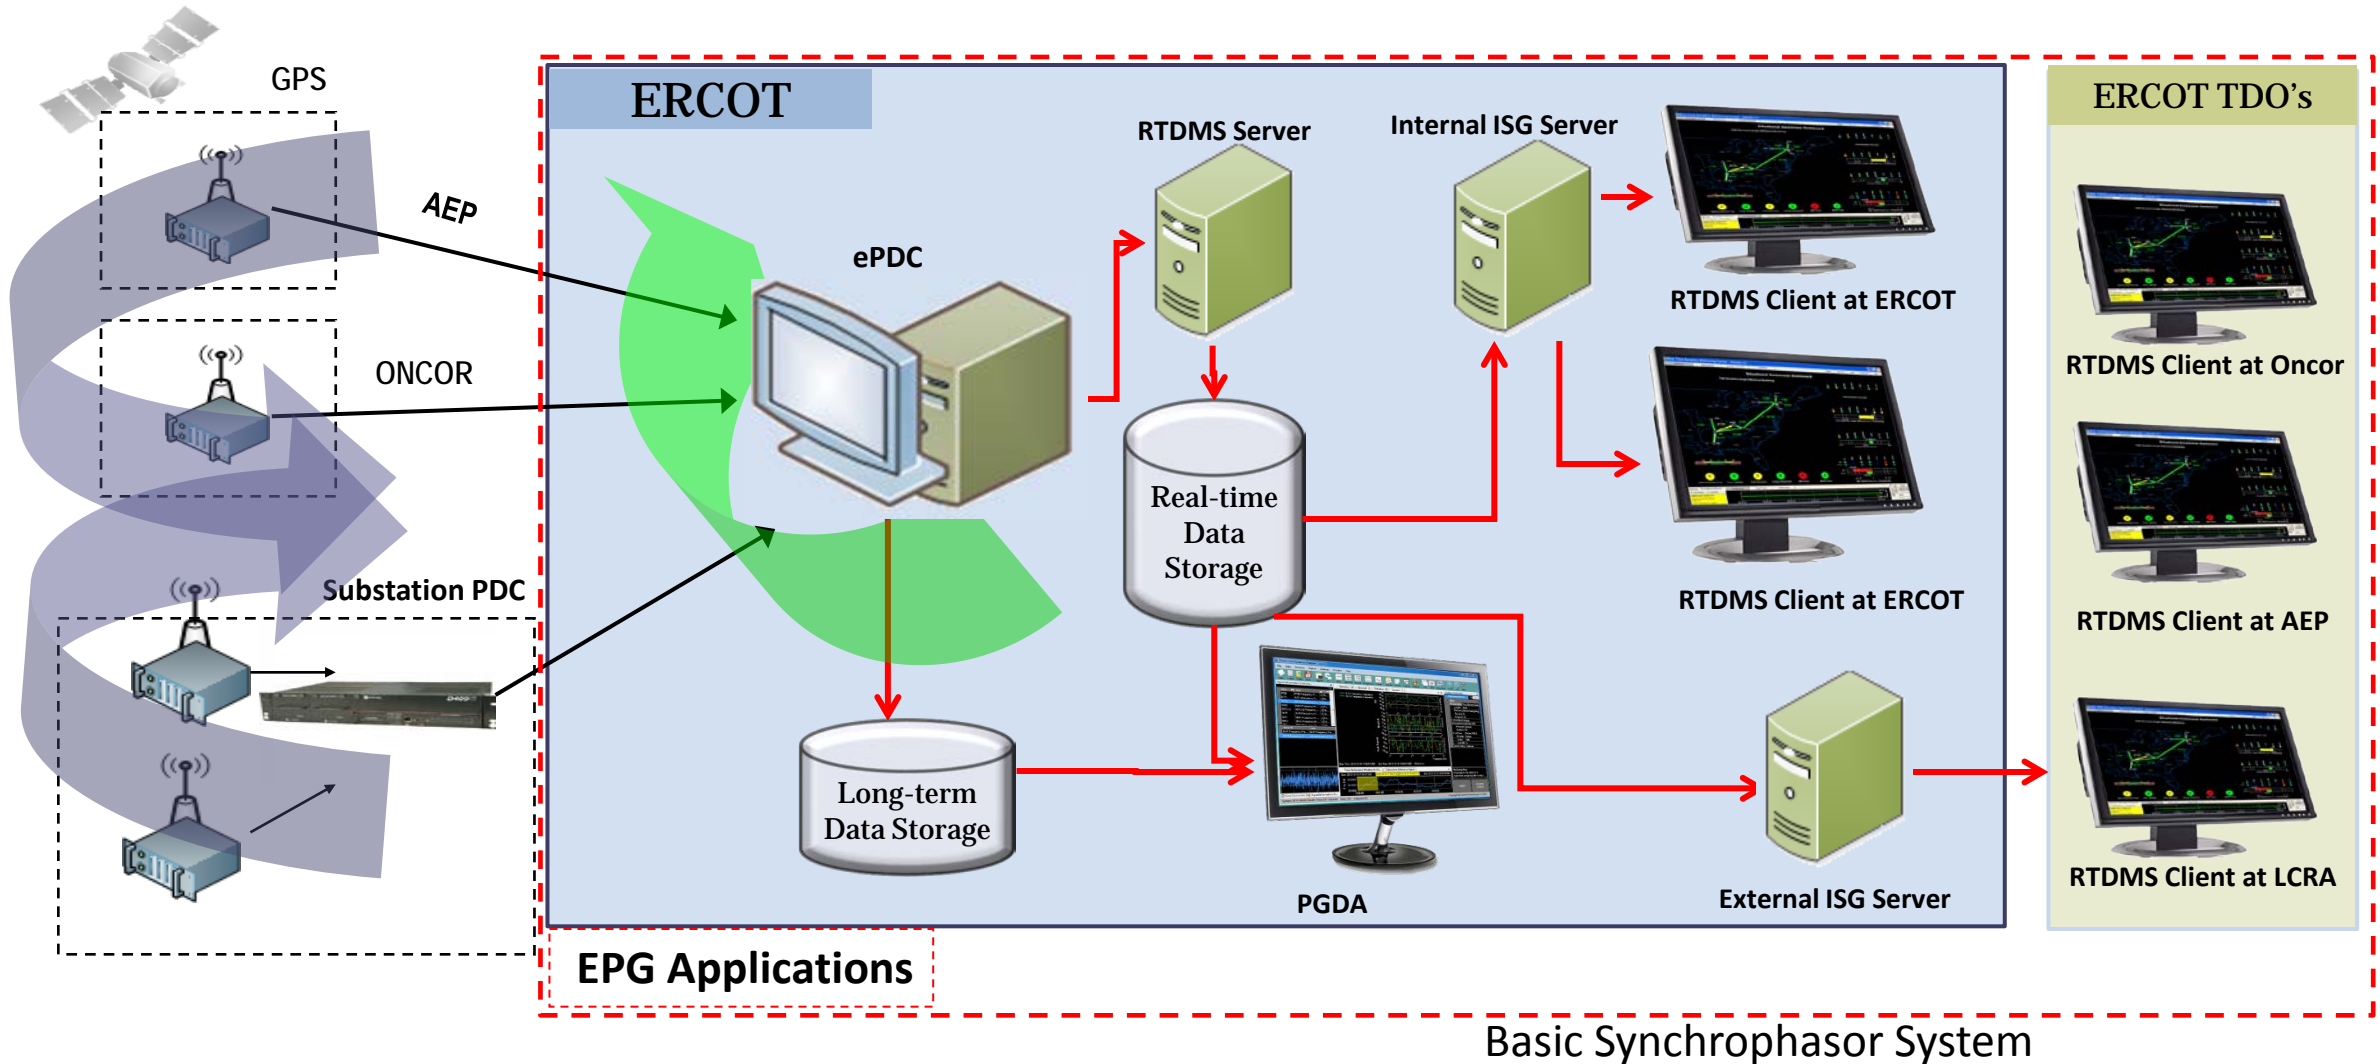 GPS
AEP
ONCOR
Substation PDC
ERCOT
ePDC
RTDMS Server
Internal ISG Server
RTDMS Client at ERCOT
Real-time
Data
Storage
RTDMS Client at ERCOT
Long-term
Data Storage
PGDA
External ISG Server
ERCOT TDO's
RTDMS Client at Oncor
RTDMS Client at AEP
RTDMS Client at LCRA
EPG Applications
Basic Synchrophasor System